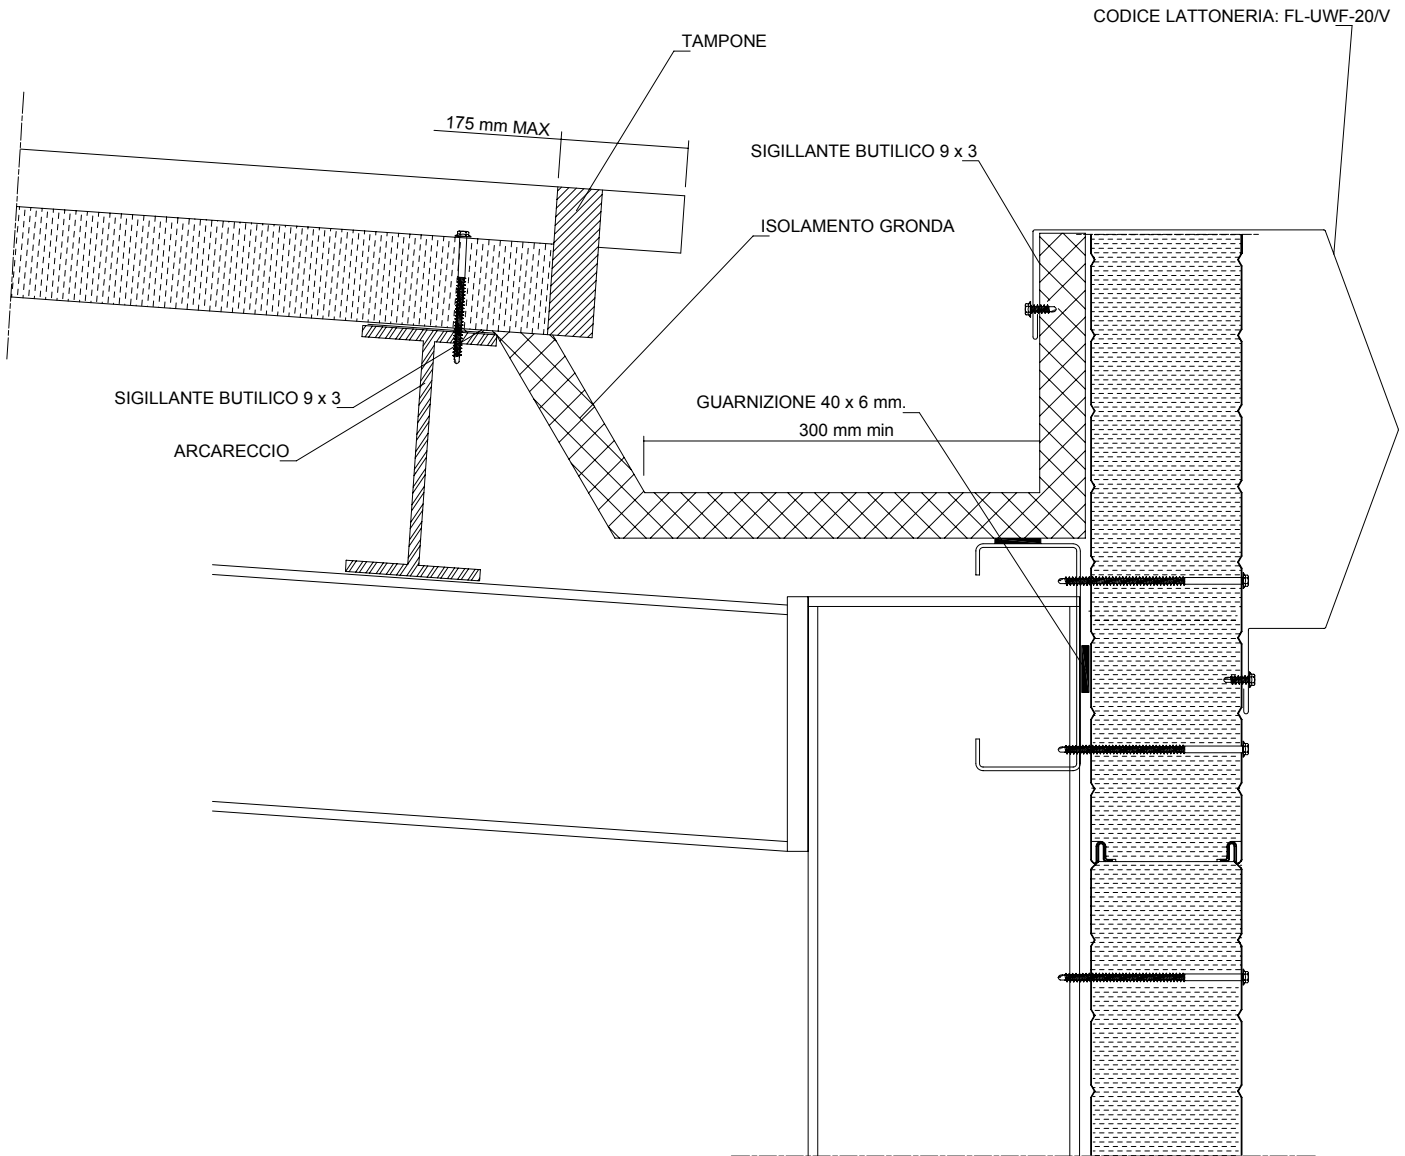 CODICE LATTONERIA: FL-UWF-20/V
TAMPONE
175 mm MAX
SIGILLANTE BUTILICO 9 x 3
ISOLAMENTO GRONDA
SIGILLANTE BUTILICO 9 x 3
GUARNIZIONE 40 x 6 mm.
300 mm min
ARCARECCIO